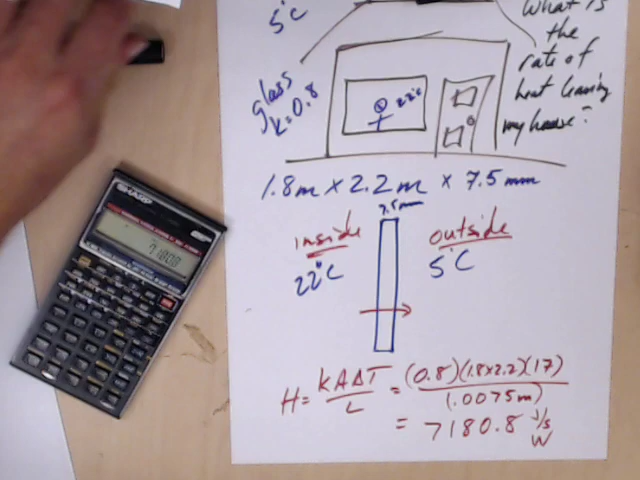 5°C
What is
the
rate of
heat leaving
my house?
glass
k=0.8
22°C
1.8m x 2.2m x 7.5mm
7.5mm
inside
22°C
outside
5°C
H = KAΔT/L = (0.8)(1.8x2.2)(17)/(.0075m)
= 7180.8 J/s
W
SHARP
7180.8